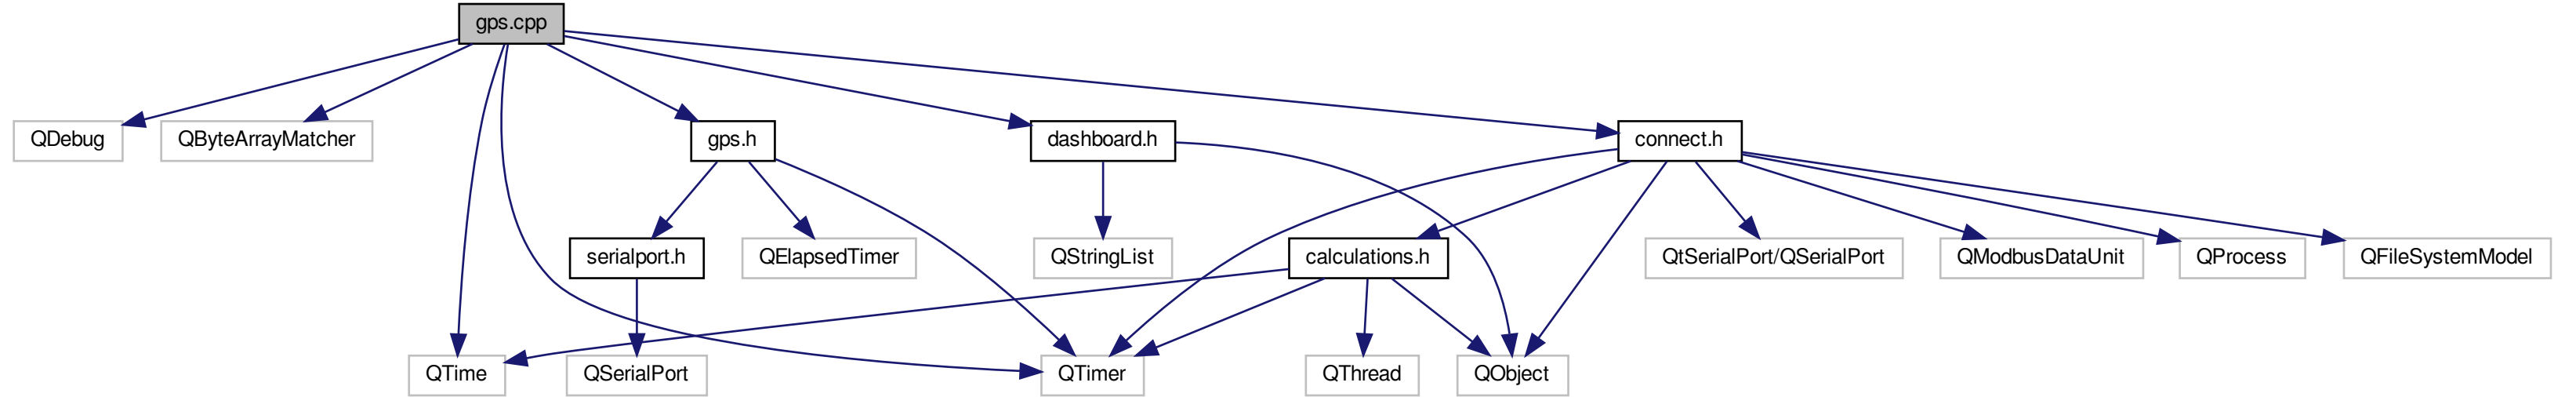 gps.cpp
QDebug
QByteArrayMatcher
gps.h
dashboard.h
connect.h
serialport.h
QElapsedTimer
QStringList
calculations.h
QtSerialPort/QSerialPort
QModbusDataUnit
QProcess
QFileSystemModel
QTime
QSerialPort
QTimer
QThread
QObject